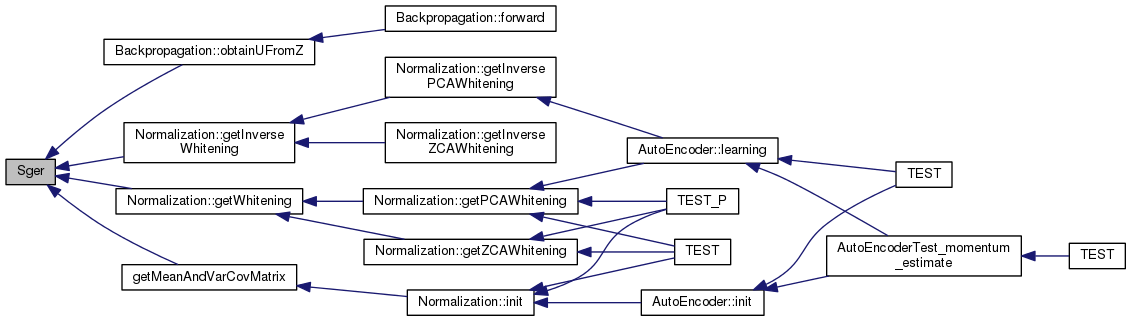 Backpropagation::forward
Backpropagation::obtainUFromZ
Normalization::getInverse
PCAWhitening
Normalization::getInverse
Whitening
Normalization::getInverse
ZCAWhitening
AutoEncoder::learning
TEST
Sger
Normalization::getWhitening
Normalization::getPCAWhitening
TEST_P
Normalization::getZCAWhitening
TEST
AutoEncoderTest_momentum
_estimate
TEST
getMeanAndVarCovMatrix
Normalization::init
AutoEncoder::init